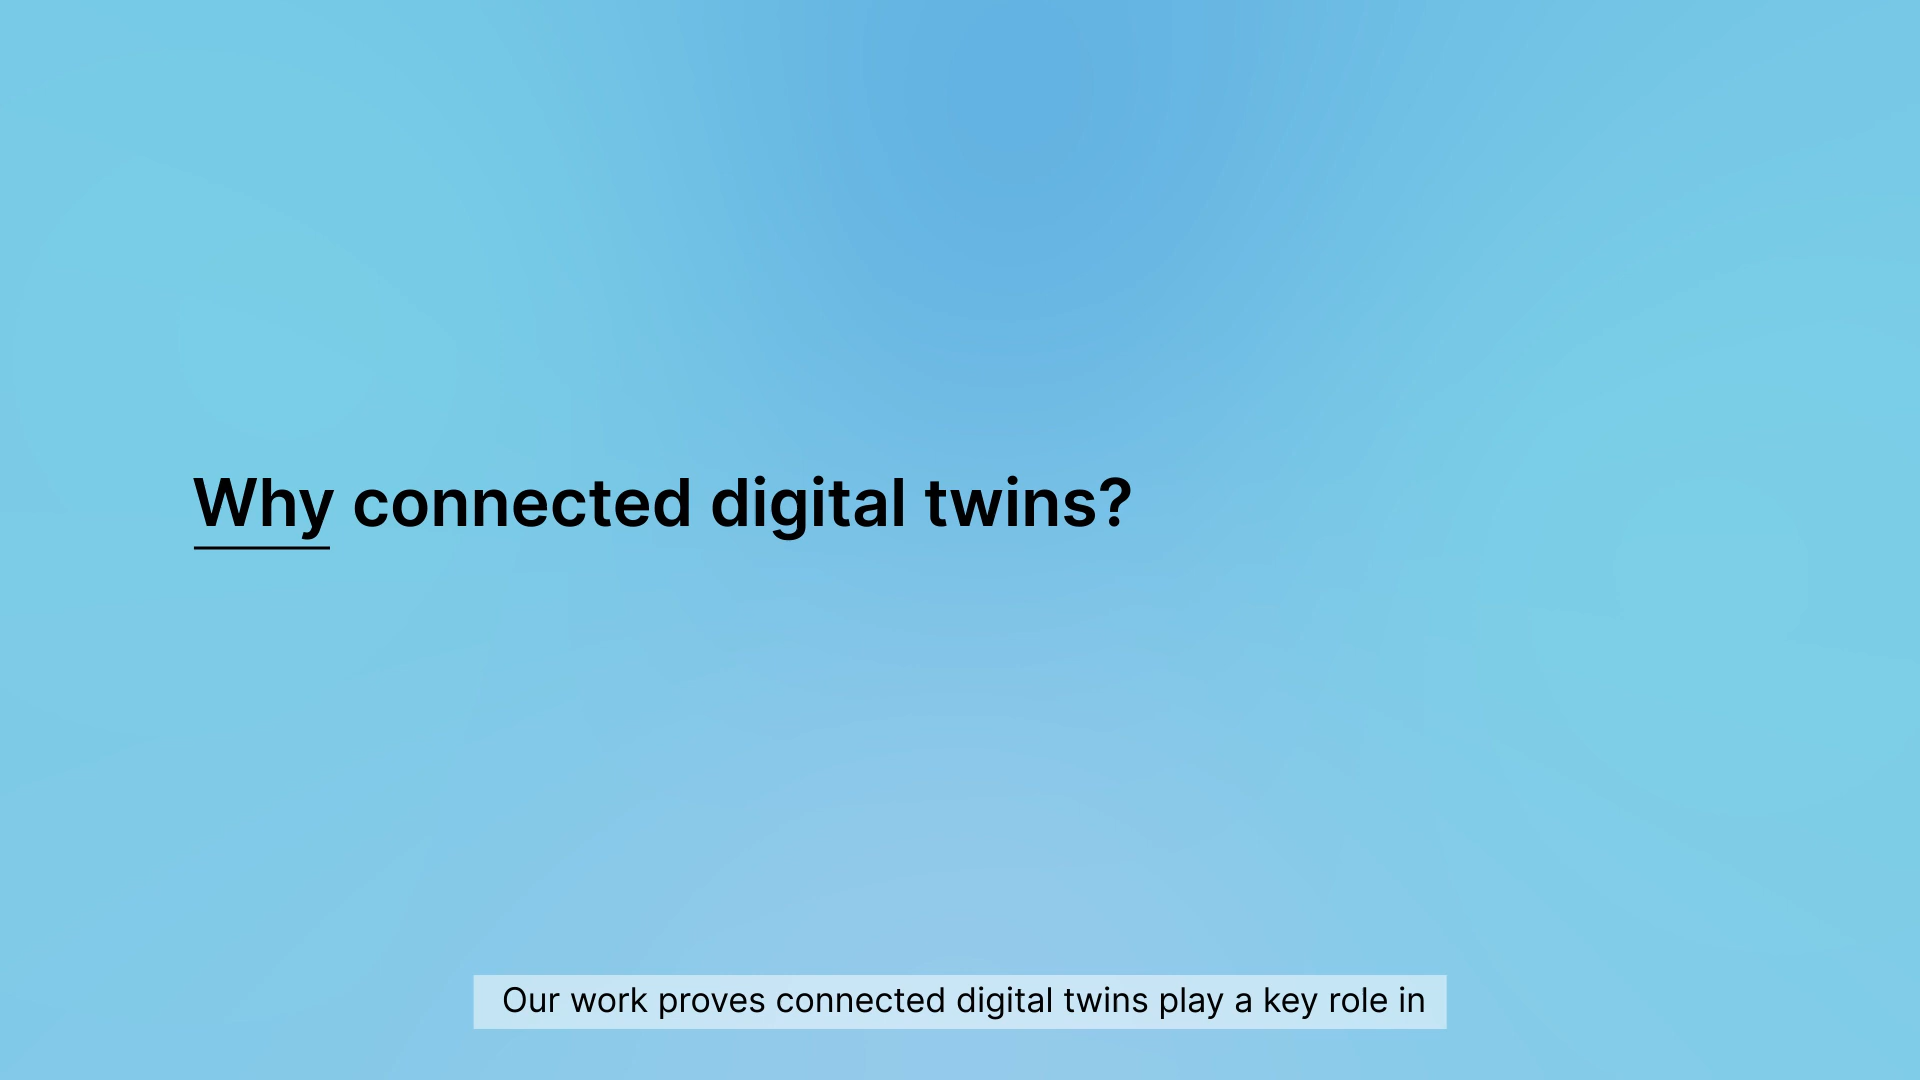 Why connected digital twins?
Our work proves connected digital twins play a key role in